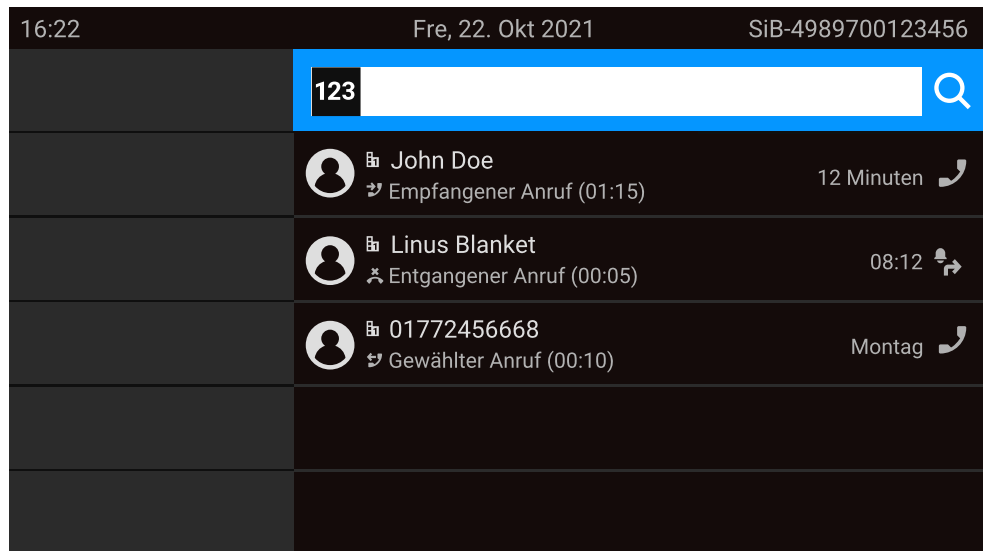 16:22 Fre, 22. Okt 2021 SiB-4989700123456
123
John Doe
Empfangener Anruf (01:15) 12 Minuten
Linus Blanket
Entgangener Anruf (00:05) 08:12
01772456668
Gewählter Anruf (00:10) Montag